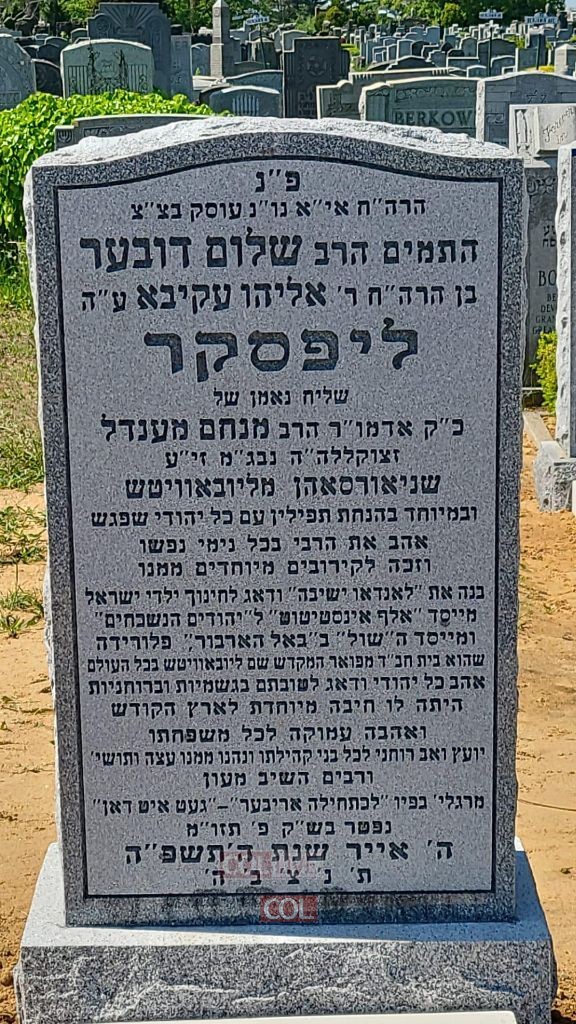 פ״נ
הרה״ח אי״א נו״נ עוסק בצ״צ
התמים הרב שלום דובער
בן הרה״ח ר׳ אליהו עקיבא ע״ה
ליפסקר
שליח נאמן של
כ״ק אדמו״ר הרב מנחם מענדל
זצוקללה״ה נבג״מ זי״ע
שניאורסאהן מליובאוויטש
ובמיוחד בהנחת תפילין עם כל יהודי שפגש
אהב את הרבי בכל נימי נפשו
וזכה לקירובים מיוחדים ממנו
בנה את ״לאנדאו ישיבה״ ודאג לחינוך ילדי ישראל
מייסד ״אלף אינסטיטוט״ ל״יהודים הנשכחים״
ומייסד ה״שול״ ב״באל הארבור״, פלורידה
שהוא בית חב״ד מפואר המקדש שם ליובאוויטש בכל העולם
אהב כל יהודי ודאג לטובתם בגשמיות וברוחניות
היתה לו חיבה מיוחדת לארץ הקודש
ואהבה עמוקה לכל משפחתו
יועץ ואב רוחני לכל בני קהילתו ונהנו ממנו עצה ותושי׳
ורבים השיב מעון
מרגלי׳ בפיו ״לכתחילה אריבער״–״געט איט דאן״
נפטר בש״ק פ׳ תזו״מ
ה׳ אייר שנת ה׳תשפ״ה
ת׳ נ׳ צ׳ ב׳ ה׳
COL
BERKOW